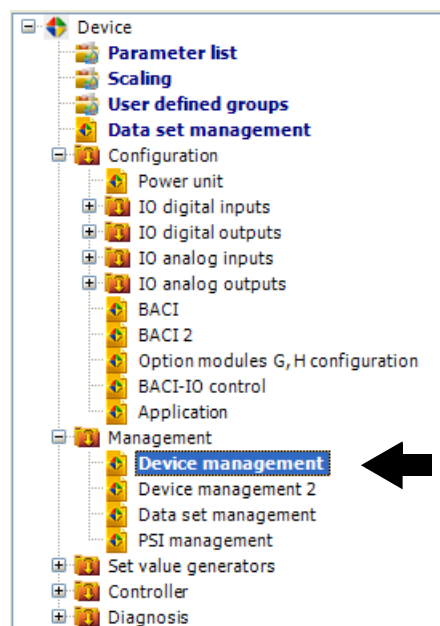 Device
Parameter list
Scaling
User defined groups
Data set management
Configuration
Power unit
IO digital inputs
IO digital outputs
IO analog inputs
IO analog outputs
BACI
BACI 2
Option modules G, H configuration
BACI-IO control
Application
Management
Device management
Device management 2
Data set management
PSI management
Set value generators
Controller
Diagnosis